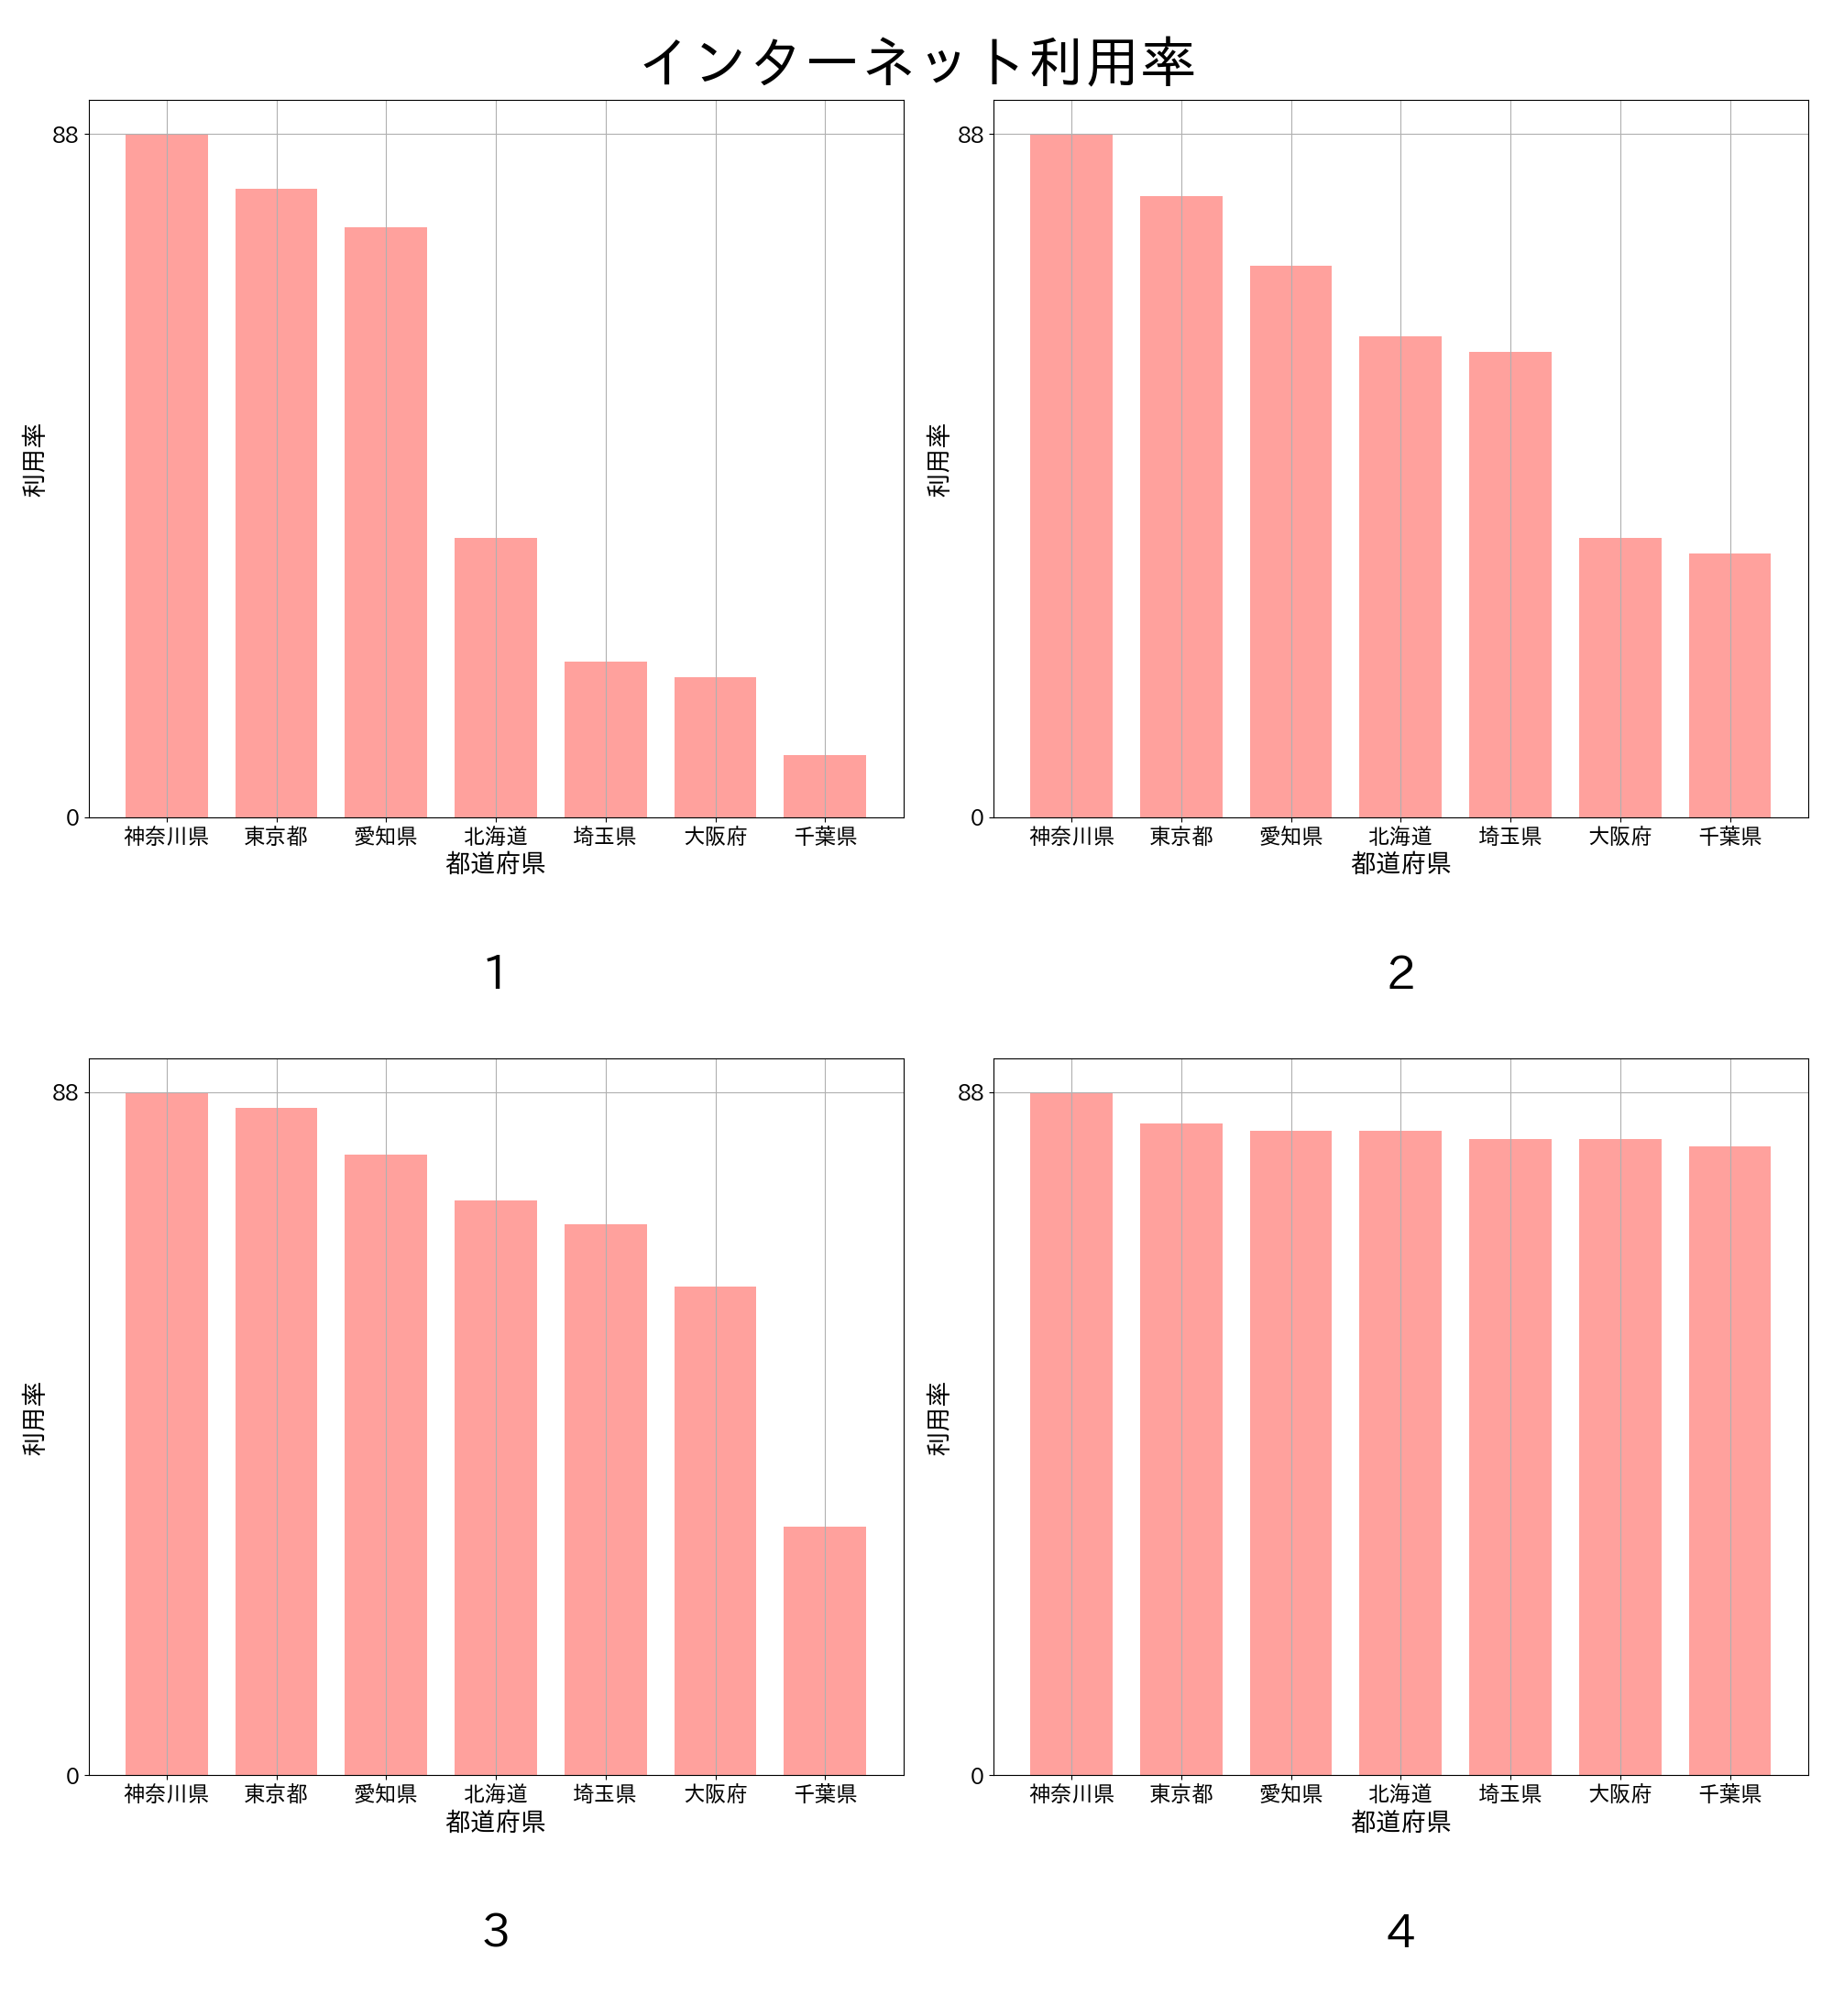 インターネット利用率
88
0
利用率
神奈川県 東京都 愛知県 北海道 埼玉県 大阪府 千葉県
都道府県
1
88
0
利用率
神奈川県 東京都 愛知県 北海道 埼玉県 大阪府 千葉県
都道府県
2
88
0
利用率
神奈川県 東京都 愛知県 北海道 埼玉県 大阪府 千葉県
都道府県
3
88
0
利用率
神奈川県 東京都 愛知県 北海道 埼玉県 大阪府 千葉県
都道府県
4